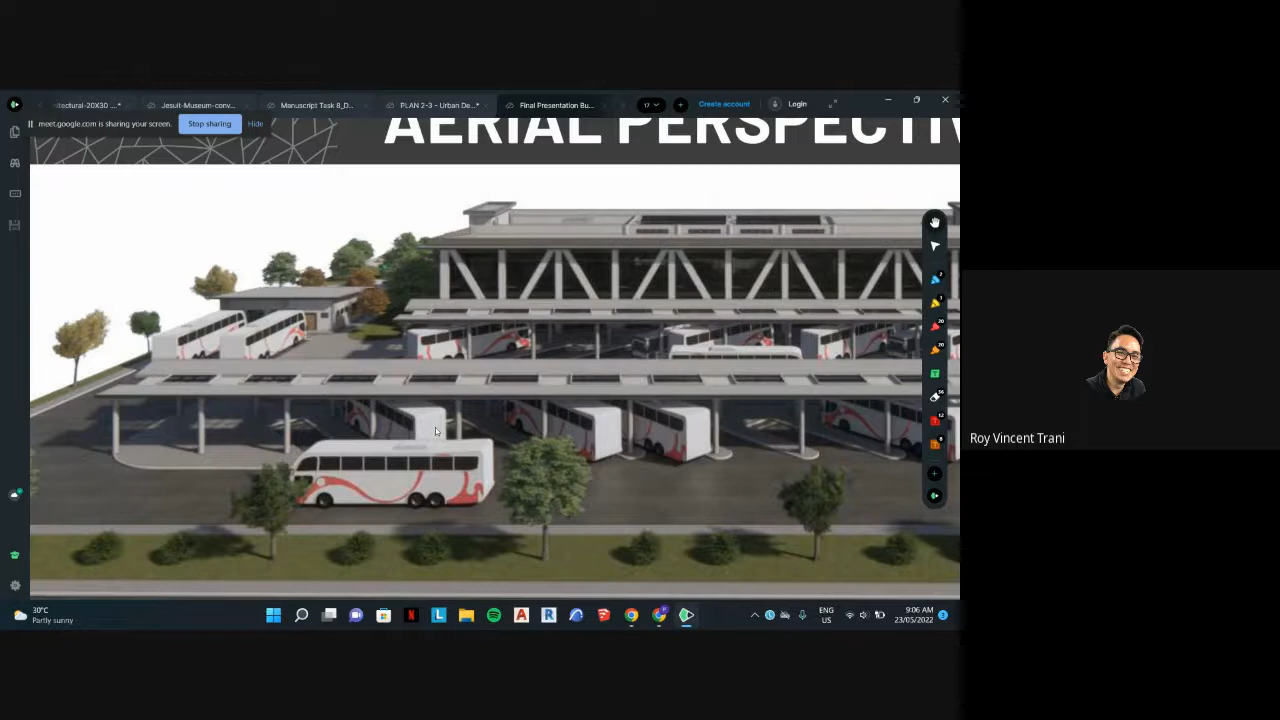 itectural-20X30 ...*
Jesuit-Museum-conv...
Manuscript Task 8_D...
PLAN 2-3 - Urban De...*
Final Presentation Bu...
17
Create account
Login
meet.google.com is sharing your screen.
Stop sharing
Hide
AERIAL PERSPECTIV
Roy Vincent Trani
30°C
Partly sunny
ENG
US
9:06 AM
23/05/2022